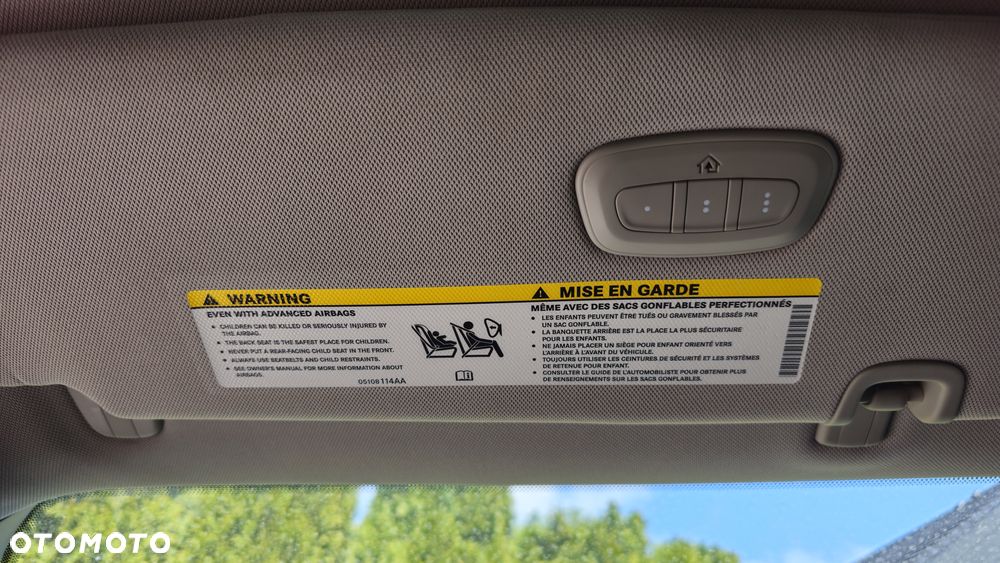 WARNING
EVEN WITH ADVANCED AIRBAGS
• CHILDREN CAN BE KILLED OR SERIOUSLY INJURED BY
THE AIRBAG.
• THE BACK SEAT IS THE SAFEST PLACE FOR CHILDREN.
• NEVER PUT A REAR-FACING CHILD SEAT IN THE FRONT.
• ALWAYS USE SEATBELTS AND CHILD RESTRAINTS.
• SEE OWNER'S MANUAL FOR MORE INFORMATION ABOUT
AIRBAGS.
05108114AA
MISE EN GARDE
MÊME AVEC DES SACS GONFLABLES PERFECTIONNÉS
• LES ENFANTS PEUVENT ÊTRE TUÉS OU GRAVEMENT BLESSÉS PAR
UN SAC GONFLABLE.
• LA BANQUETTE ARRIÈRE EST LA PLACE LA PLUS SÉCURITAIRE
POUR LES ENFANTS.
• NE JAMAIS PLACER UN SIÈGE POUR ENFANT ORIENTÉ VERS
L'ARRIÈRE À L'AVANT DU VÉHICULE.
• TOUJOURS UTILISER LES CEINTURES DE SÉCURITÉ ET LES SYSTÈMES
DE RETENUE POUR ENFANT.
• CONSULTER LE GUIDE DE L'AUTOMOBILISTE POUR OBTENIR PLUS
DE RENSEIGNEMENTS SUR LES SACS GONFLABLES.
OTOMOTO